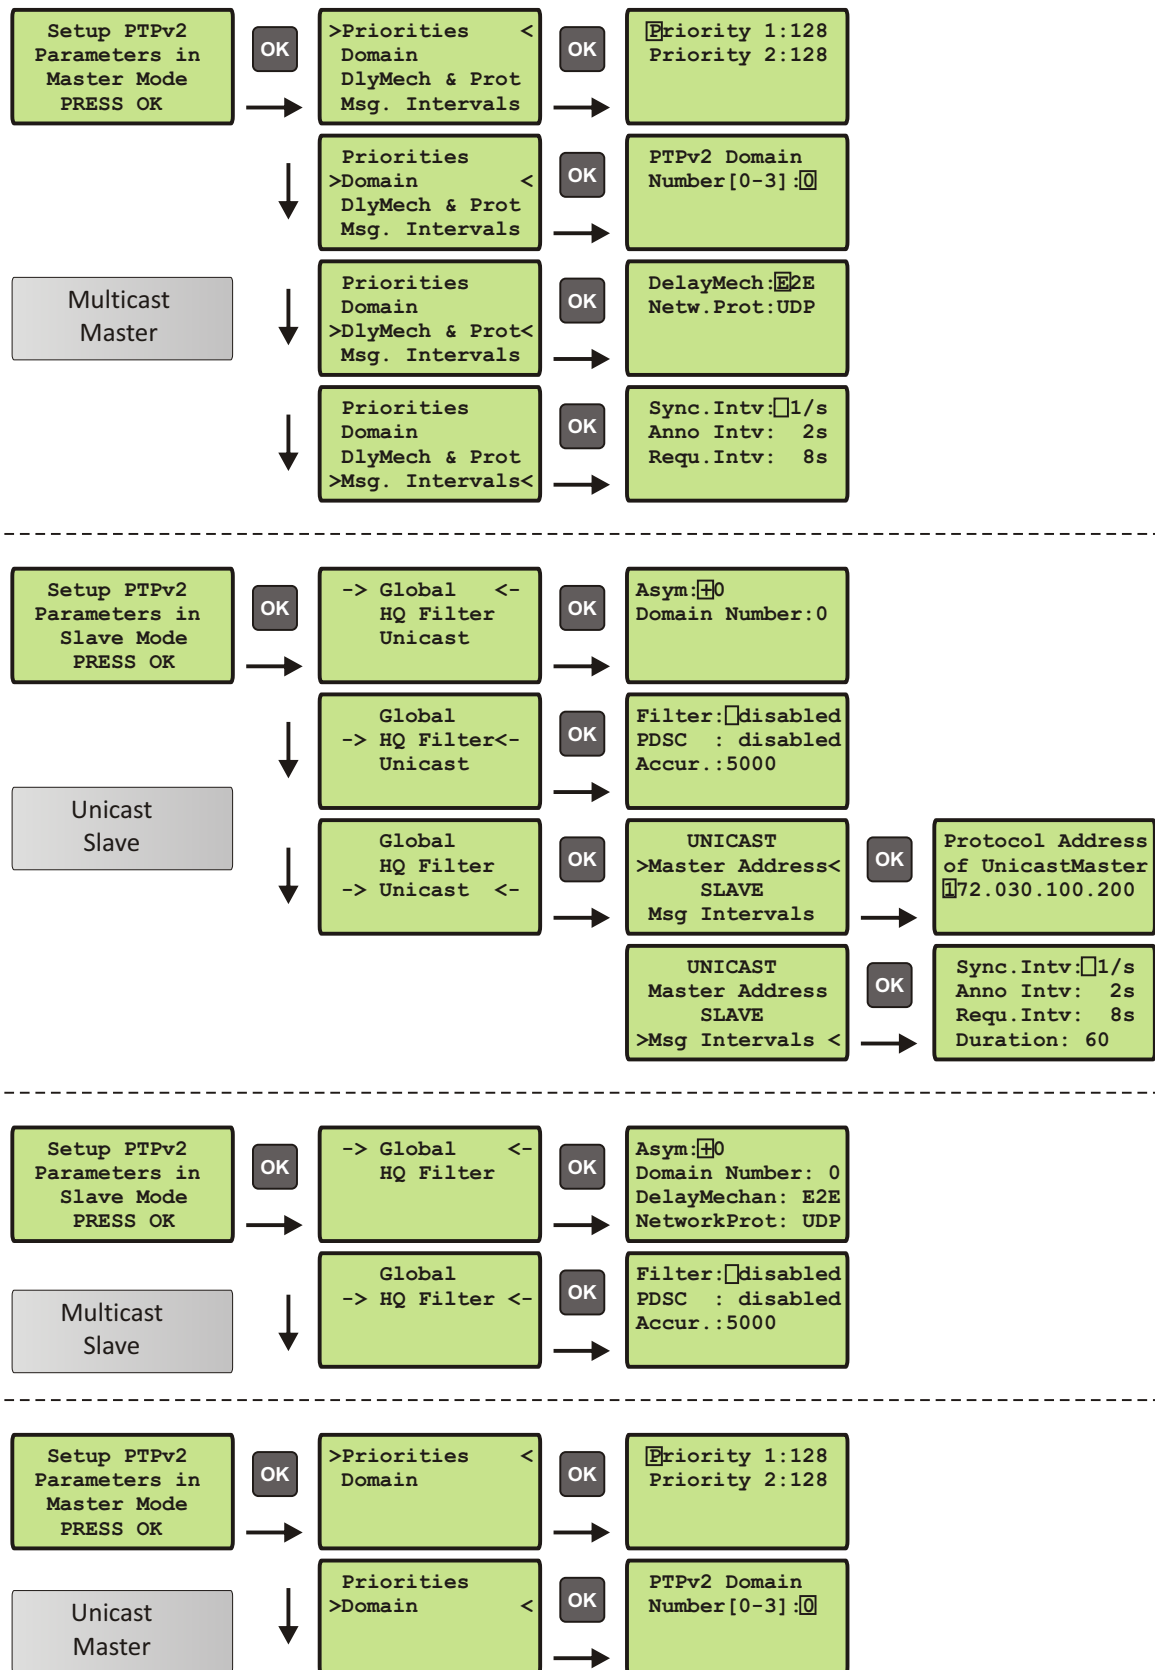 Setup PTPv2
Parameters in
Master Mode
PRESS OK
OK
>Priorities <
Domain
DlyMech & Prot
Msg. Intervals
OK
Priority 1:128
Priority 2:128
Priorities
>Domain <
DlyMech & Prot
Msg. Intervals
OK
PTPv2 Domain
Number[0-3]:0
Multicast
Master
Priorities
Domain
>DlyMech & Prot<
Msg. Intervals
OK
DelayMech:E2E
Netw.Prot:UDP
Priorities
Domain
DlyMech & Prot
>Msg. Intervals<
OK
Sync.Intv: 1/s
Anno Intv: 2s
Requ.Intv: 8s
Setup PTPv2
Parameters in
Slave Mode
PRESS OK
OK
-> Global <-
HQ Filter
Unicast
OK
Asym:+0
Domain Number:0
Global
-> HQ Filter<-
Unicast
OK
Filter: disabled
PDSC : disabled
Accur.:5000
Unicast
Slave
Global
HQ Filter
-> Unicast <-
OK
UNICAST
>Master Address<
SLAVE
Msg Intervals
OK
Protocol Address
of UnicastMaster
172.030.100.200
UNICAST
Master Address
SLAVE
>Msg Intervals <
OK
Sync.Intv: 1/s
Anno Intv: 2s
Requ.Intv: 8s
Duration: 60
Setup PTPv2
Parameters in
Slave Mode
PRESS OK
OK
-> Global <-
HQ Filter
OK
Asym:+0
Domain Number: 0
DelayMechan: E2E
NetworkProt: UDP
Multicast
Slave
Global
-> HQ Filter <-
OK
Filter: disabled
PDSC : disabled
Accur.:5000
Setup PTPv2
Parameters in
Master Mode
PRESS OK
OK
>Priorities <
Domain
OK
Priority 1:128
Priority 2:128
Unicast
Master
Priorities
>Domain <
OK
PTPv2 Domain
Number[0-3]:0